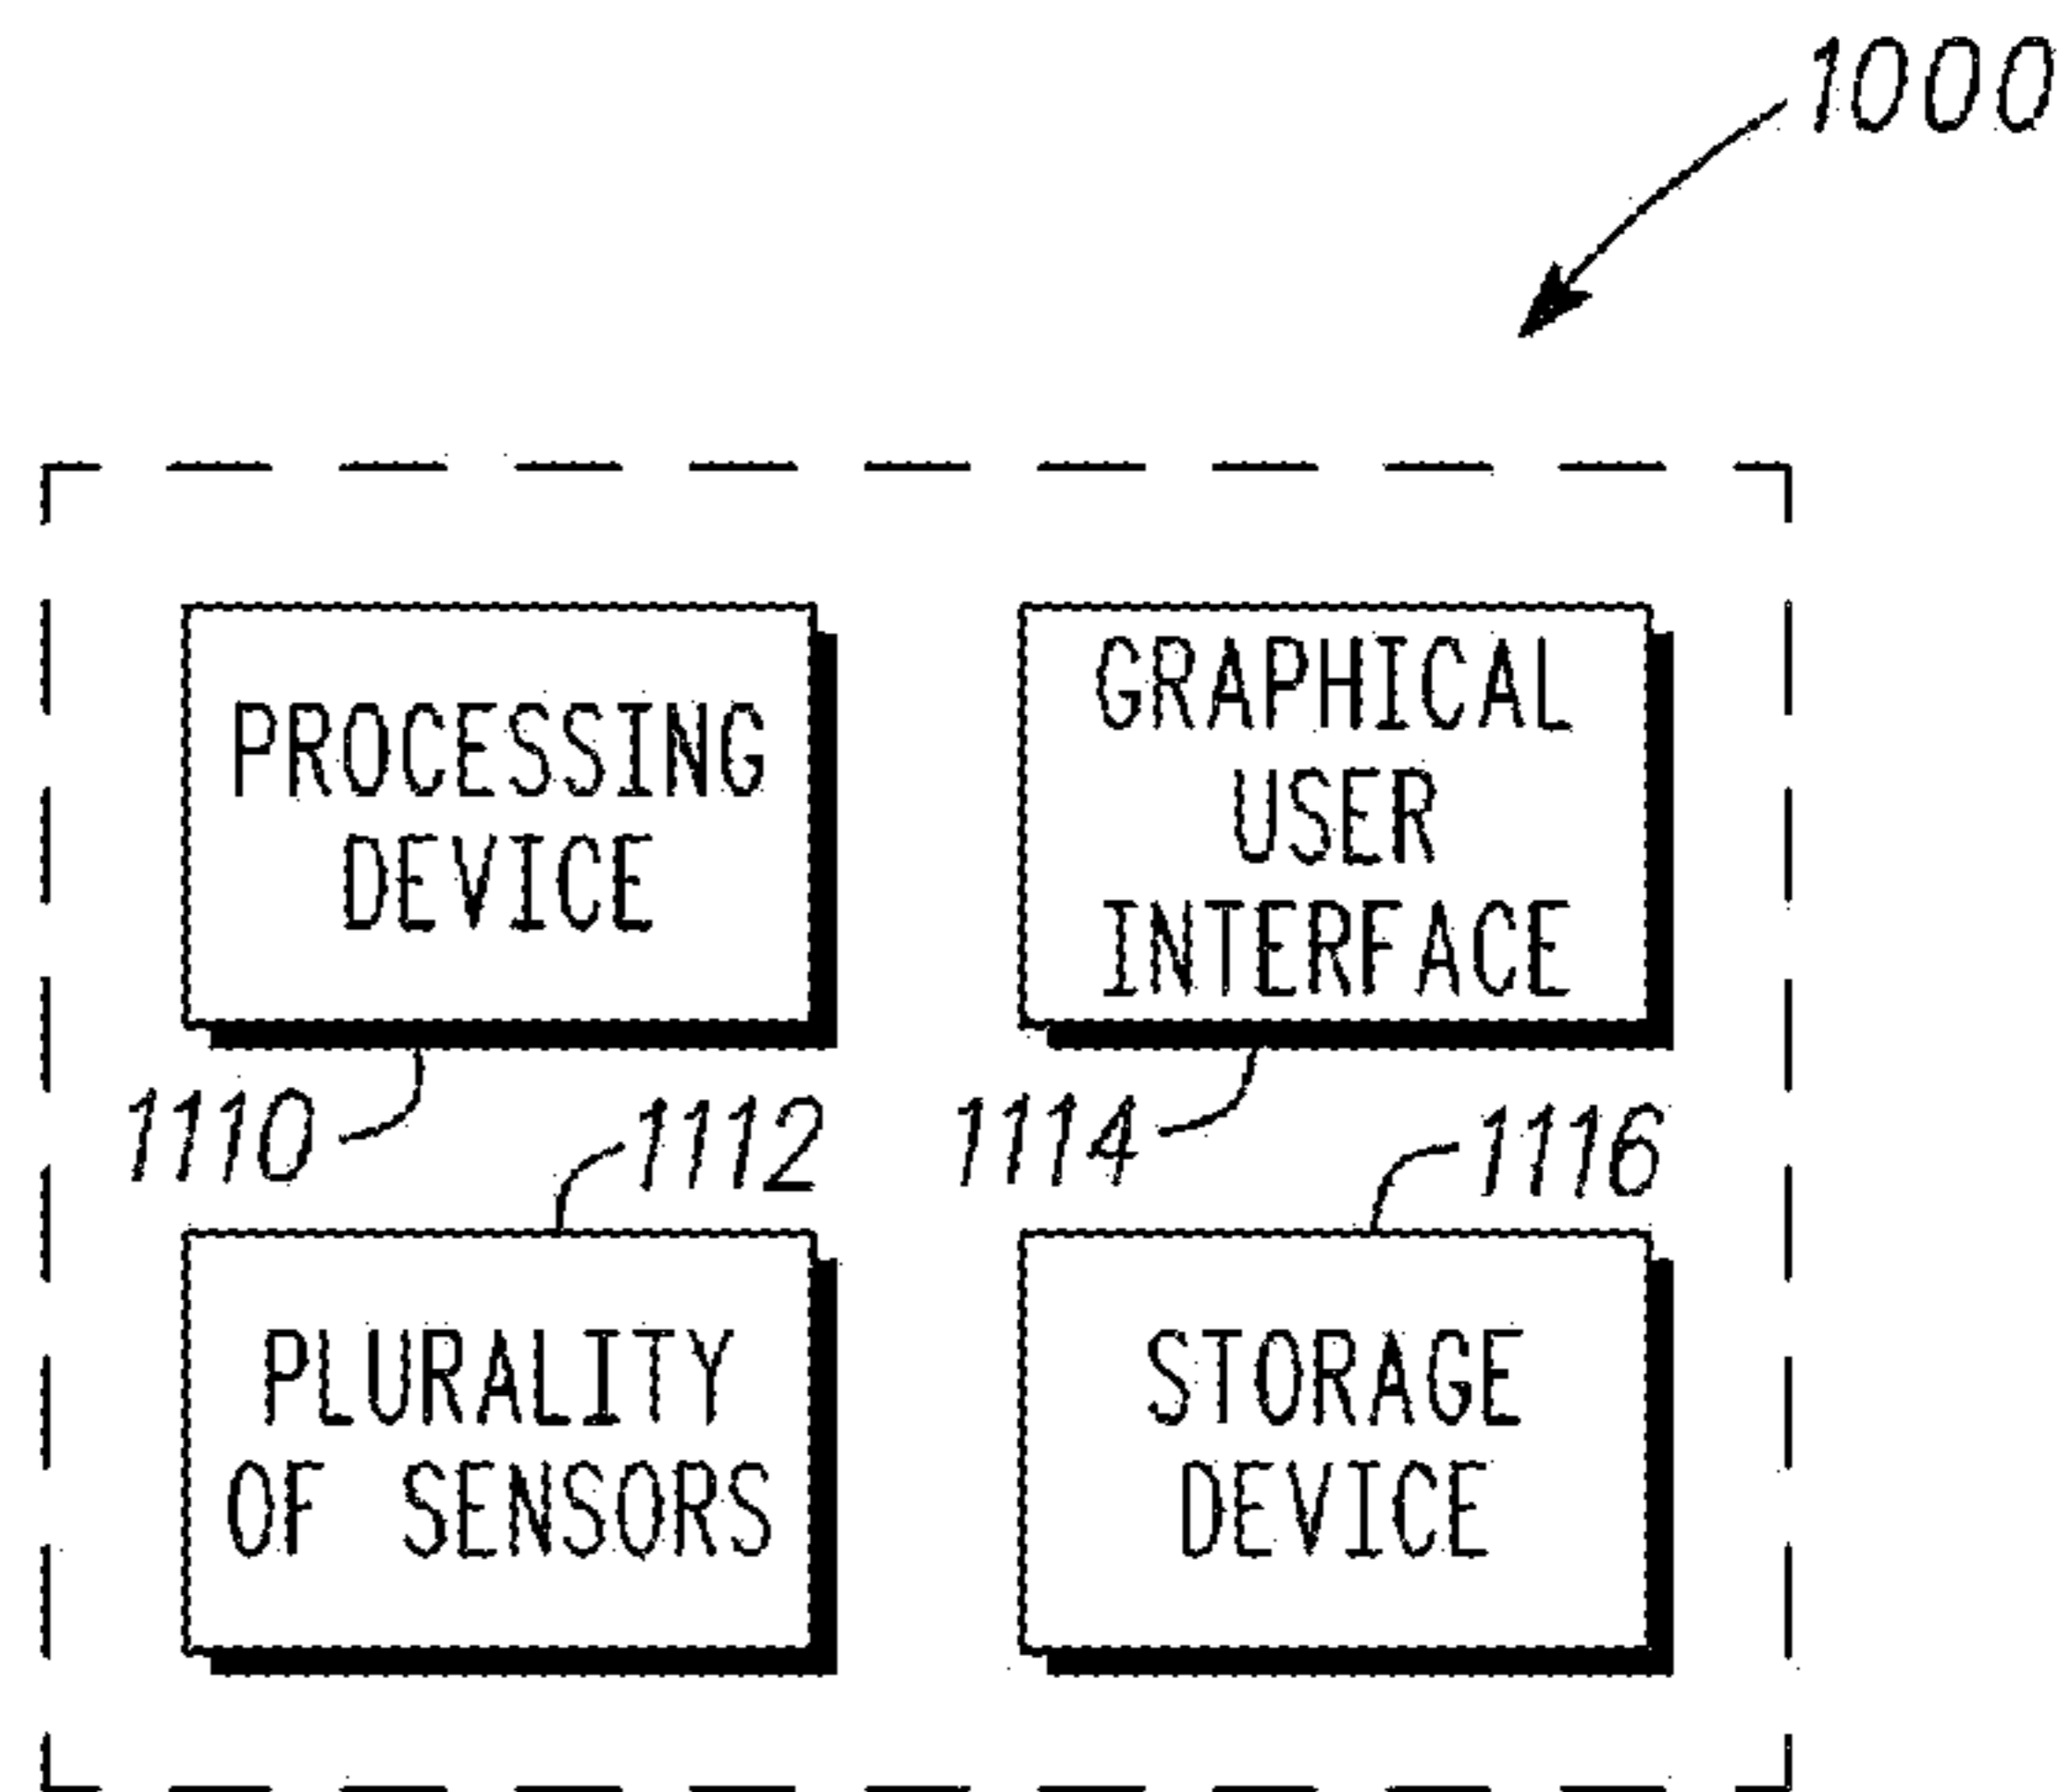 1000
PROCESSING
DEVICE
GRAPHICAL
USER
INTERFACE
1110
1112
1114
1116
PLURALITY
OF SENSORS
STORAGE
DEVICE